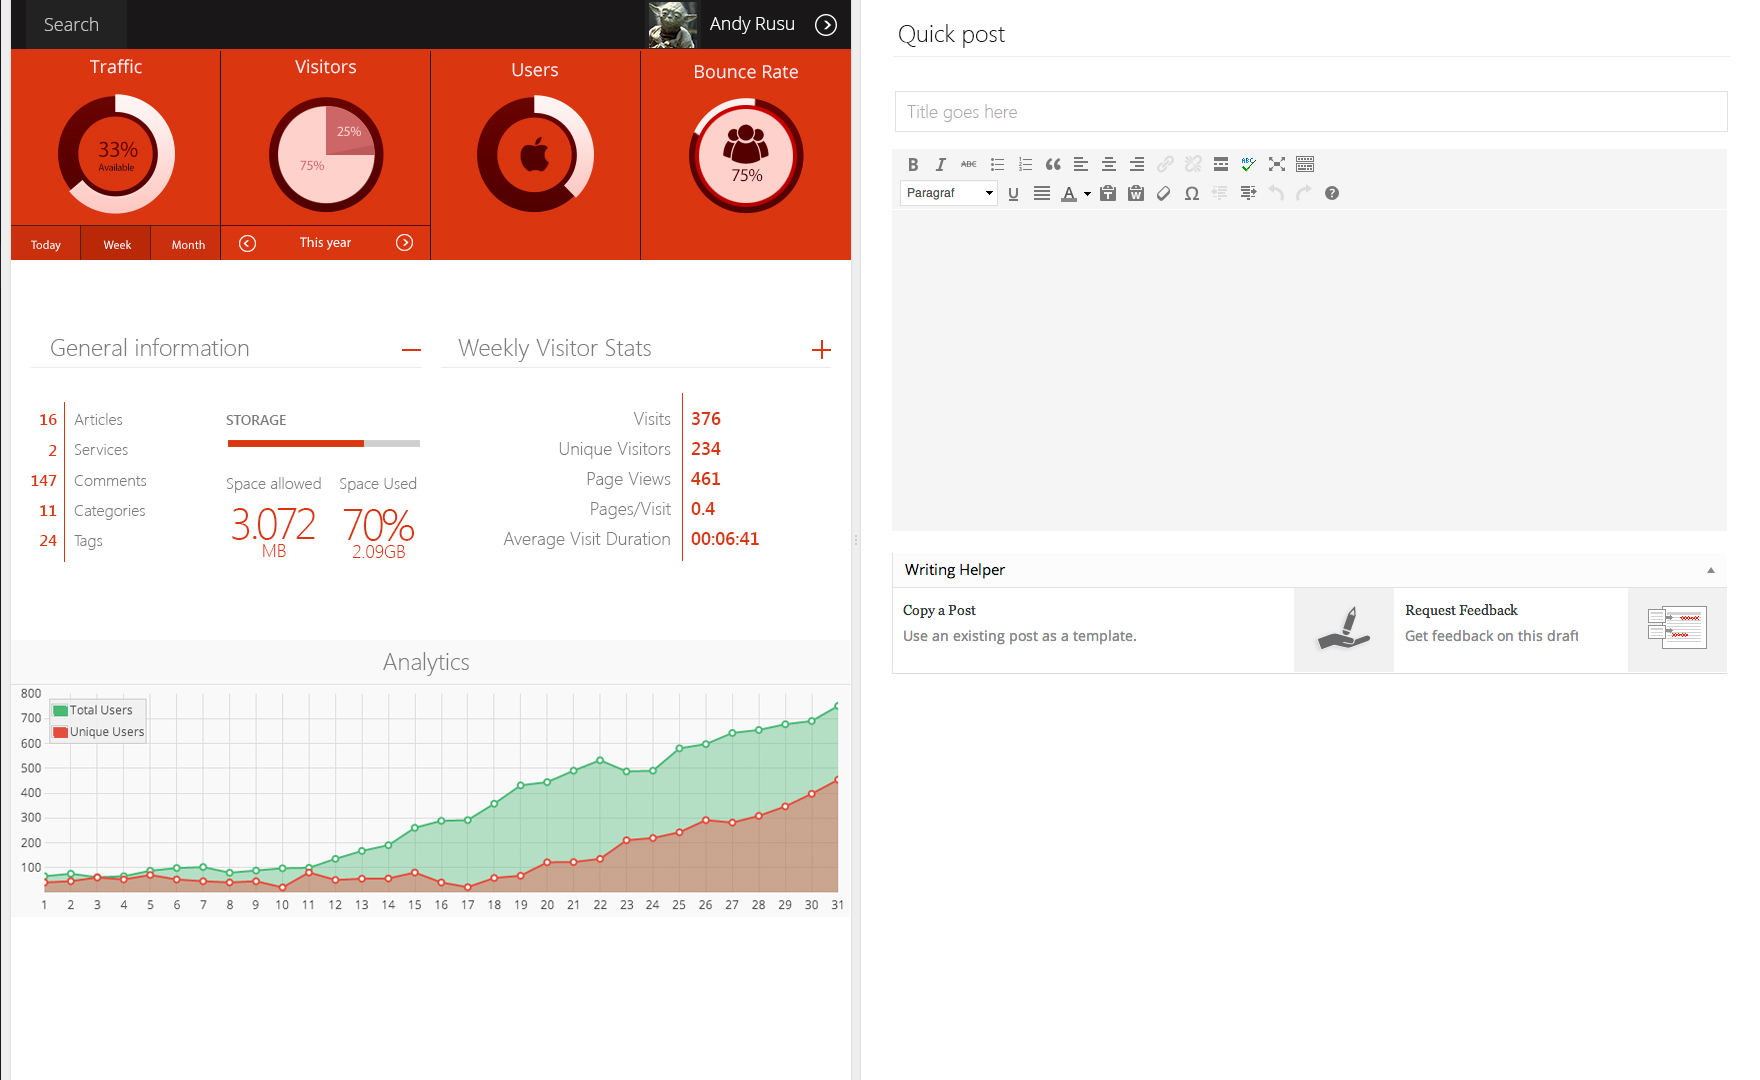 Search
Andy Rusu
Traffic
Visitors
Users
Bounce Rate
33%
Available
25%
75%
75%
Today
Week
Month
This year
General information
Weekly Visitor Stats
16 Articles
2 Services
147 Comments
11 Categories
24 Tags
STORAGE
Space allowed
Space Used
3.072
MB
70%
2.09GB
Visits 376
Unique Visitors 234
Page Views 461
Pages/Visit 0.4
Average Visit Duration 00:06:41
Analytics
Total Users
Unique Users
800
700
600
500
400
300
200
100
1 2 3 4 5 6 7 8 9 10 11 12 13 14 15 16 17 18 19 20 21 22 23 24 25 26 27 28 29 30 31
Quick post
Title goes here
B I ABC ABC
Paragraf U A T W Ω ?
Writing Helper
Copy a Post
Use an existing post as a template.
Request Feedback
Get feedback on this draft